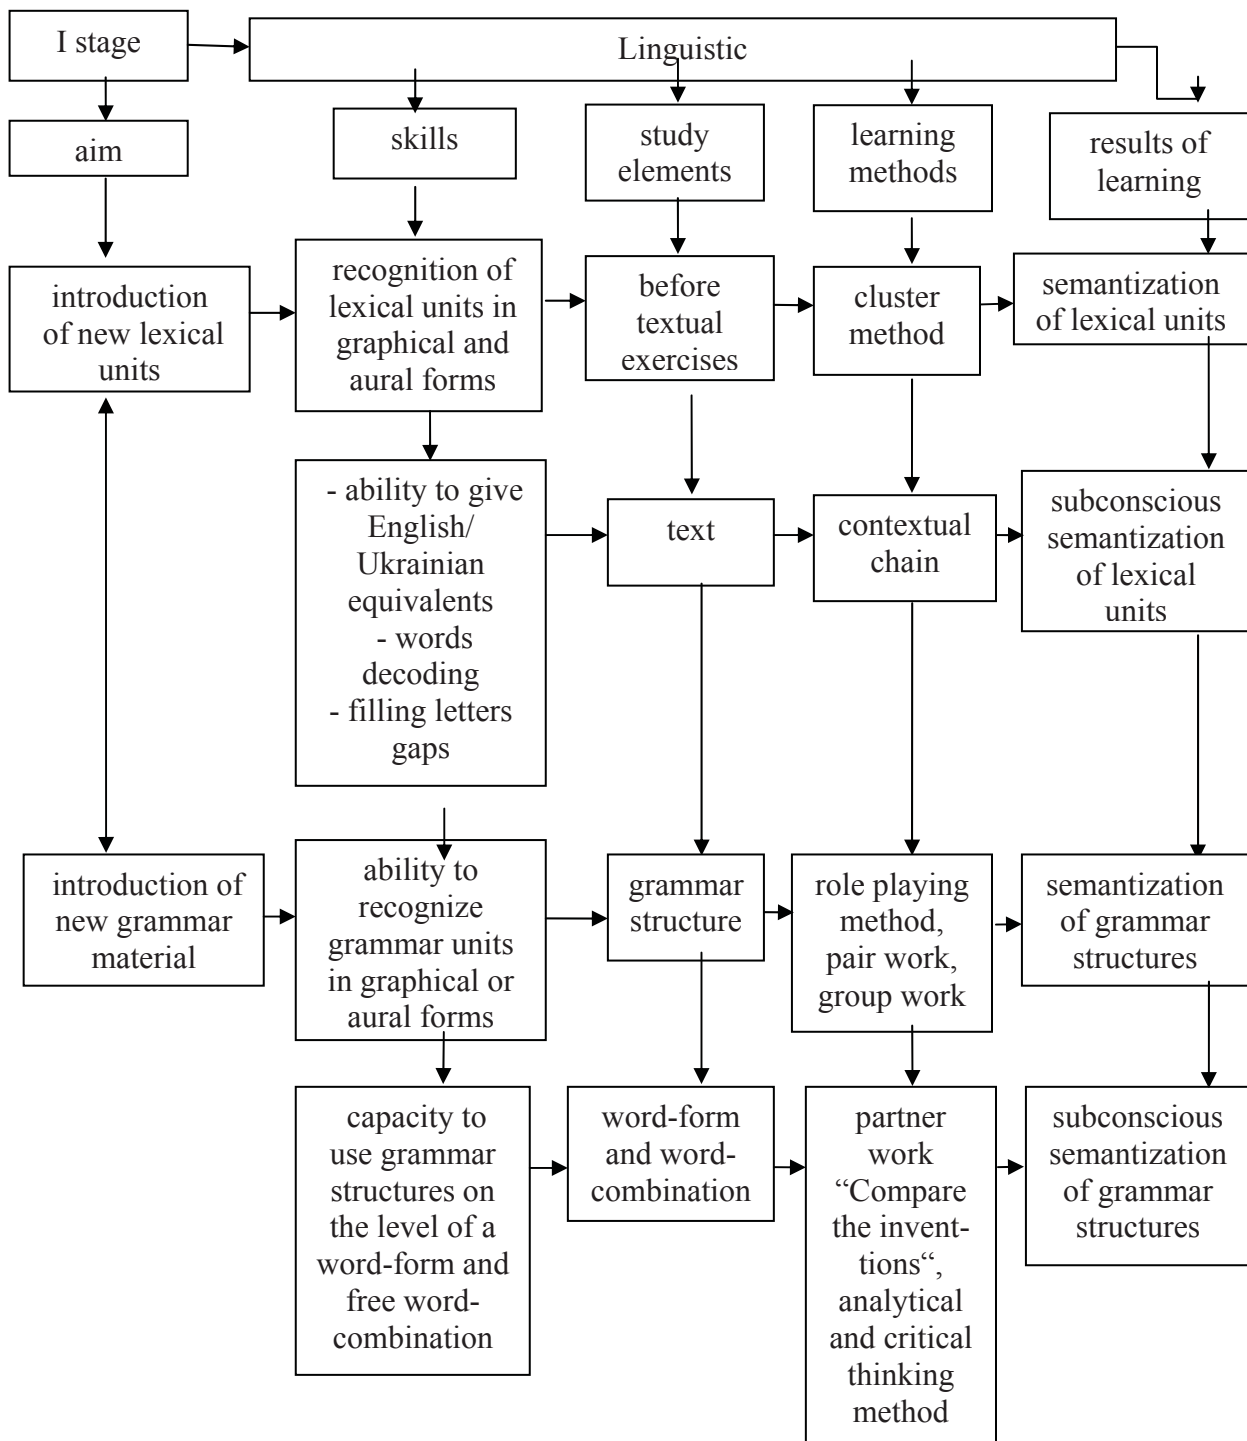 I stage
Linguistic
aim
skills
study
elements
learning
methods
results of
learning
introduction
of new lexical
units
recognition of
lexical units in
graphical and
aural forms
before
textual
exercises
cluster
method
semantization
of lexical units
- ability to give
English/
Ukrainian
equivalents
- words
decoding
- filling letters
gaps
text
contextual
chain
subconscious
semantization
of lexical
units
introduction of
new grammar
material
ability to
recognize
grammar units
in graphical or
aural forms
grammar
structure
role playing
method,
pair work,
group work
semantization
of grammar
structures
capacity to
use grammar
structures on
the level of a
word-form and
free word-
combination
word-form
and word-
combination
partner
work
“Compare
the inven-
tions“,
analytical
and critical
thinking
method
subconscious
semantization
of grammar
structures